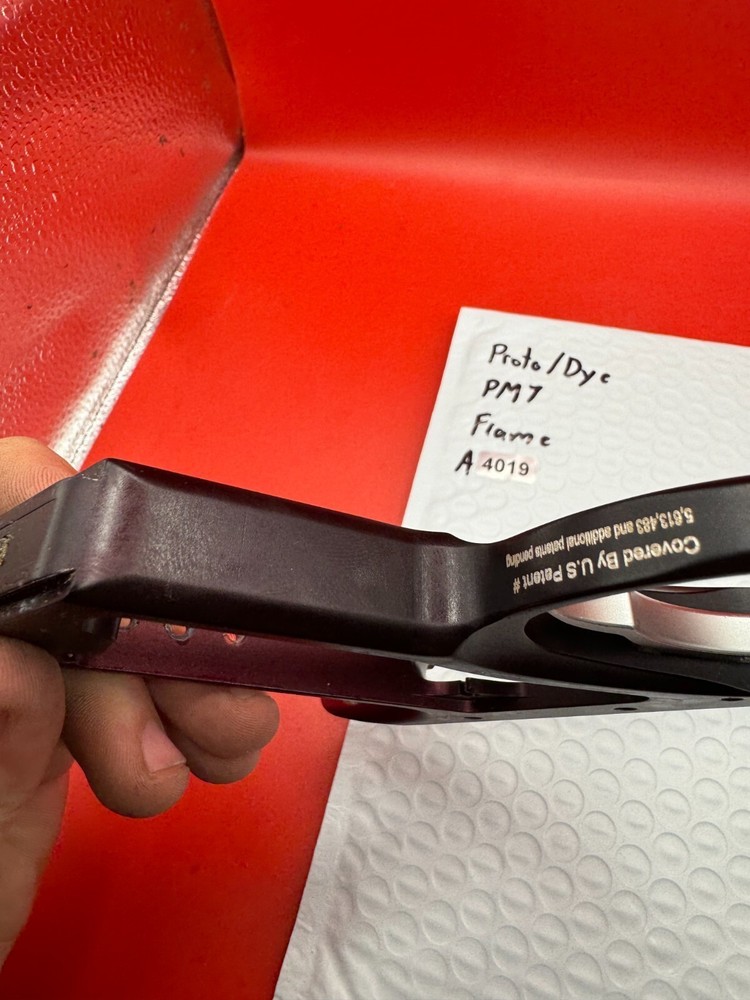 Proto/Dye
PM7
Frame
A 4019
Covered By U.S Patent #
5,613,483 and additional patents pending